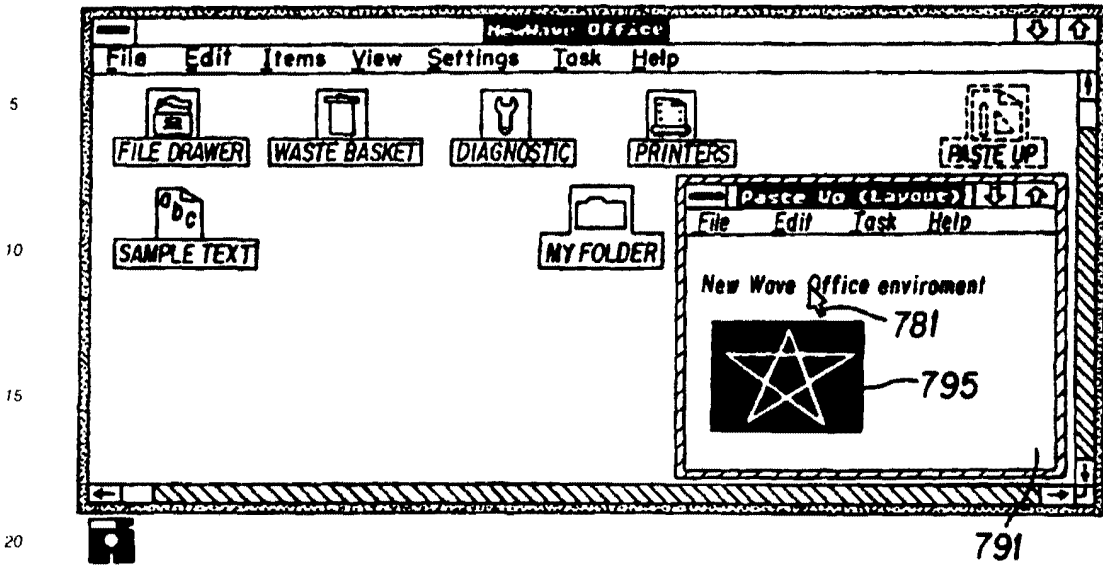 NewWave Office
File Edit Items View Settings Task Help
5
FILE DRAWER WASTE BASKET DIAGNOSTIC PRINTERS PASTE UP
Paste Up (Layout)
abc
File Edit Task Help
10
SAMPLE TEXT MY FOLDER
New Wave Office enviroment
781
15
795
20
791